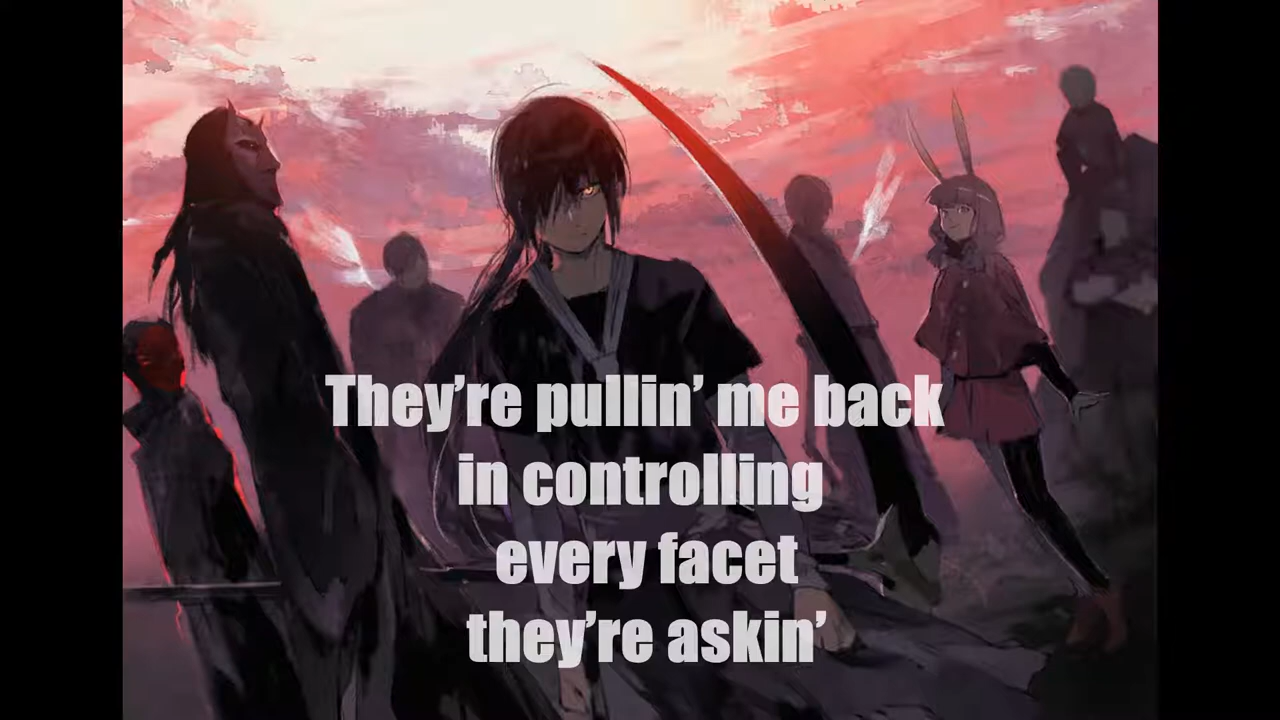 They’re pullin’ me back
in controlling
every facet
they’re askin’